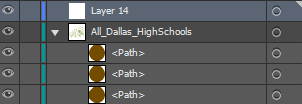 Layer 14
All_Dallas_HighSchools
<Path>
<Path>
<Path>